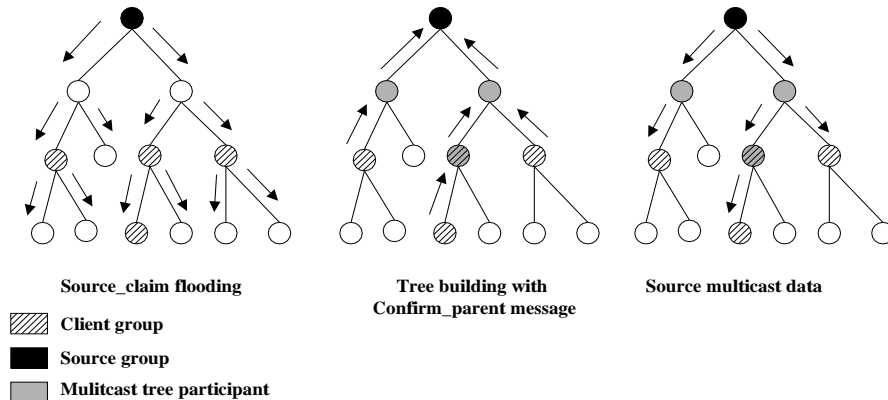 Source_claim flooding
Tree building with
Confirm_parent message
Source multicast data
Client group
Source group
Mulitcast tree participant